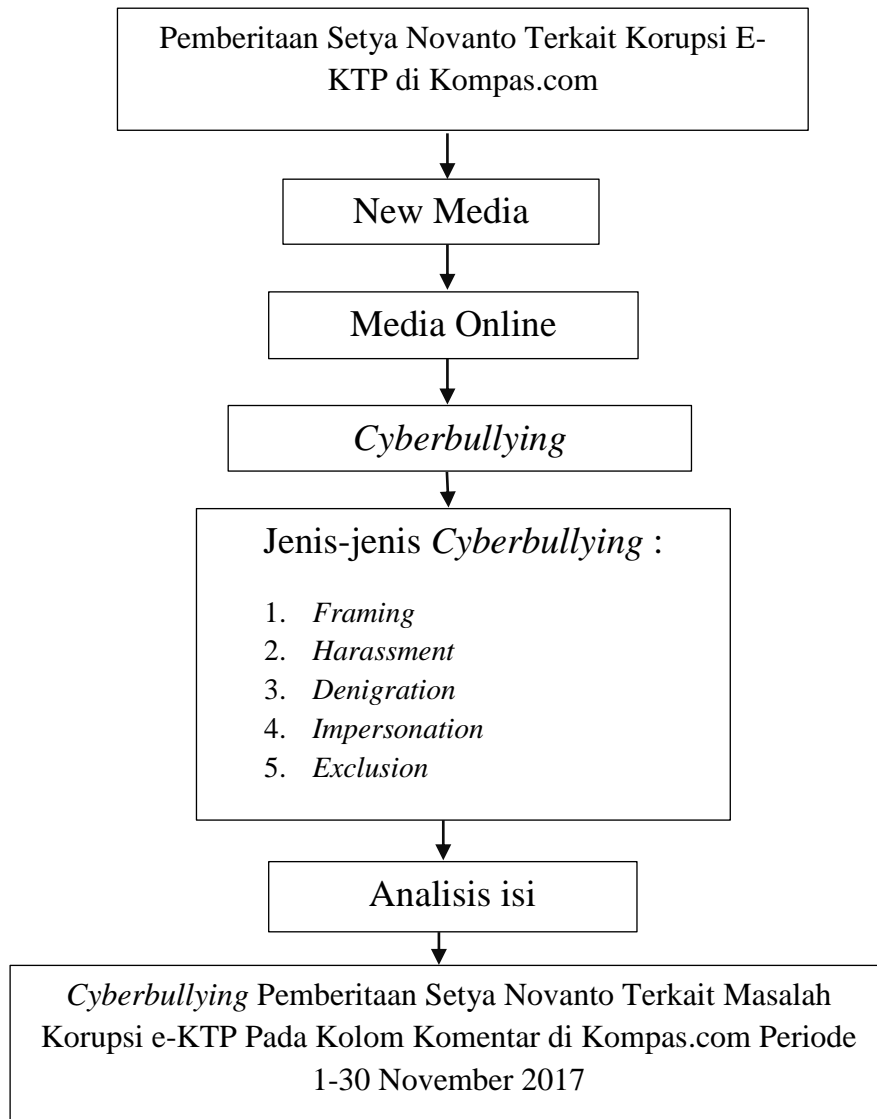 Pemberitaan Setya Novanto Terkait Korupsi E-
KTP di Kompas.com
New Media
Media Online
Cyberbullying
Jenis-jenis Cyberbullying :
1. Framing
2. Harassment
3. Denigration
4. Impersonation
5. Exclusion
Analisis isi
Cyberbullying Pemberitaan Setya Novanto Terkait Masalah
Korupsi e-KTP Pada Kolom Komentar di Kompas.com Periode
1-30 November 2017